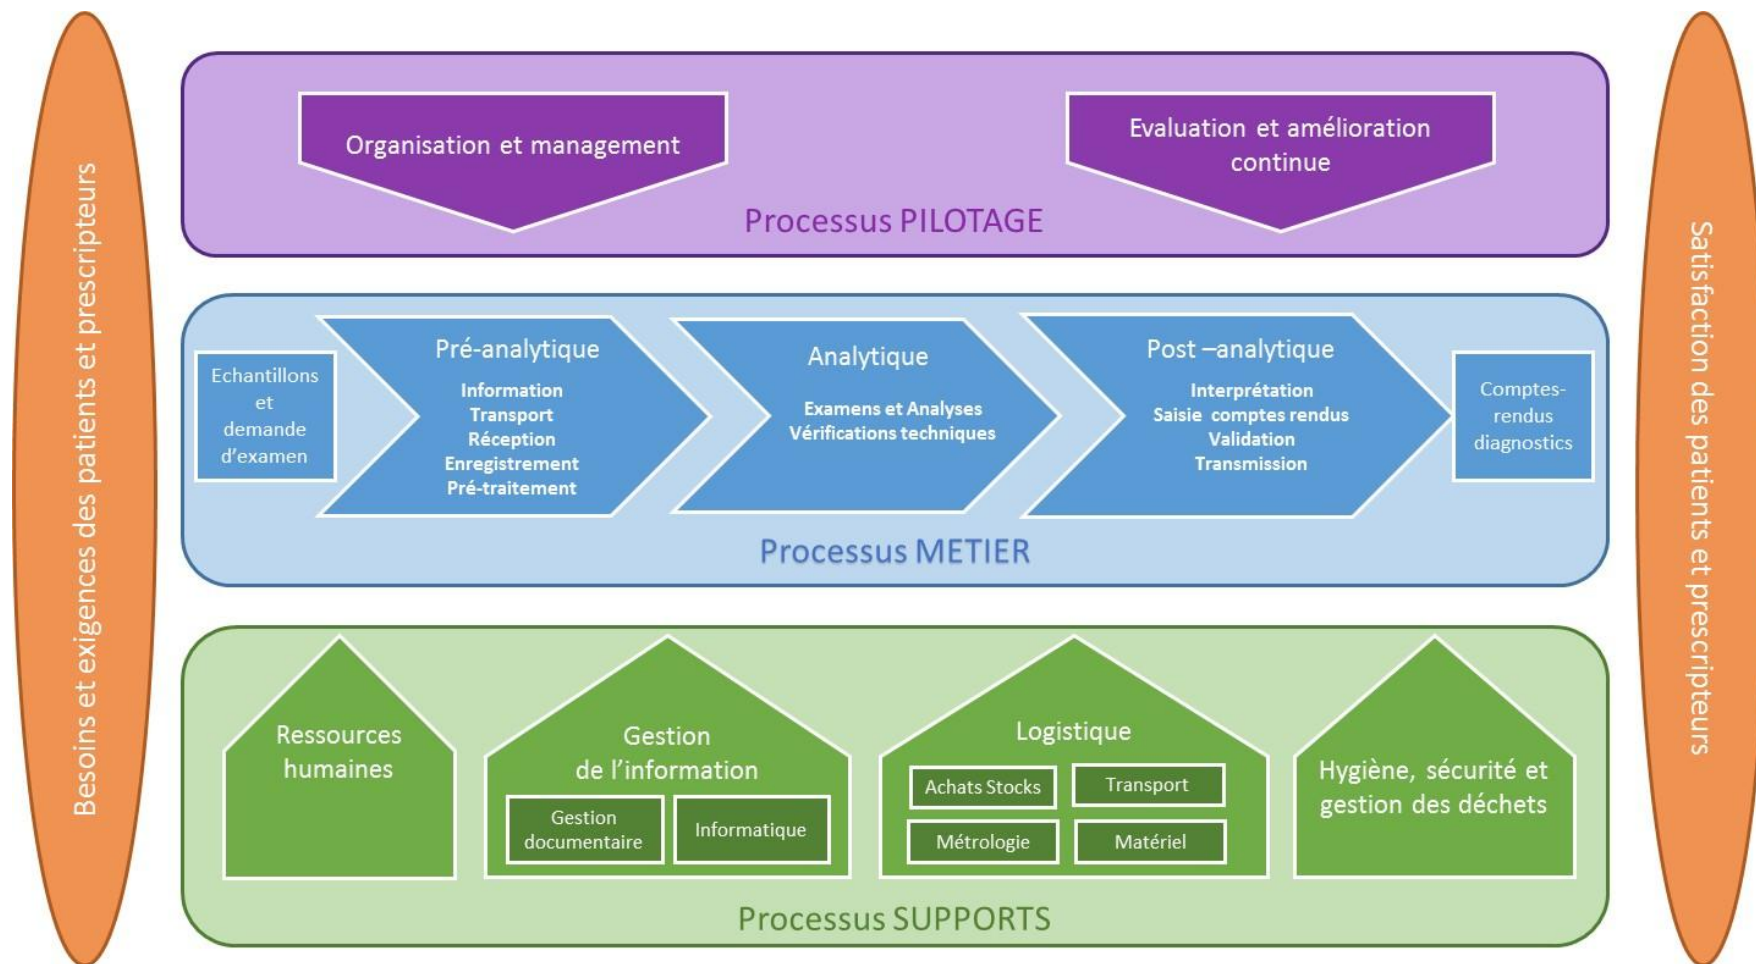 Besoins et exigences des patients et prescripteurs
Organisation et management
Evaluation et amélioration
continue
Processus PILOTAGE
Echantillons
et
demande
d’examen
Pré-analytique
Information
Transport
Réception
Enregistrement
Pré-traitement
Analytique
Examens et Analyses
Vérifications techniques
Post –analytique
Interprétation
Saisie comptes rendus
Validation
Transmission
Comptes-
rendus
diagnostics
Processus METIER
Ressources
humaines
Gestion
de l’information
Gestion
documentaire
Informatique
Logistique
Achats Stocks
Transport
Métrologie
Matériel
Hygiène, sécurité et
gestion des déchets
Processus SUPPORTS
Satisfaction des patients et prescripteurs